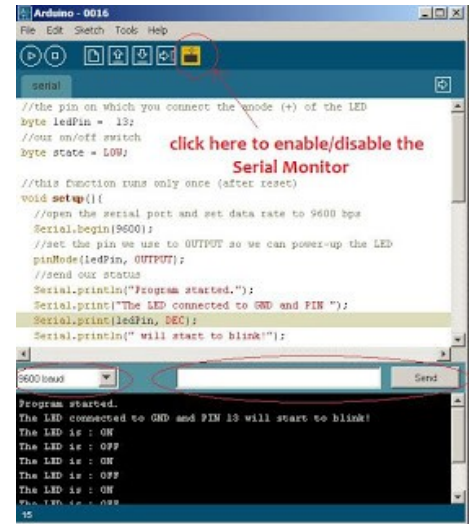 Arduino - 0016
File Edit Sketch Tools Help
serial
//the pin on which you connect the anode (+) of the LED
byte ledPin = 13;
//our on/off switch
byte state = LOW;
click here to enable/disable the
Serial Monitor
//this function runs only once (after reset)
void setup(){
//open the serial port and set data rate to 9600 bps
Serial.begin(9600);
//set the pin we use to OUTPUT so we can power-up the LED
pinMode(ledPin, OUTPUT);
//send our status
Serial.println("Program started.");
Serial.print("The LED connected to GND and PIN ");
Serial.print(ledPin, DEC);
Serial.println(" will start to blink!");
9600 baud
Send
Program started.
The LED connected to GND and PIN 13 will start to blink!
The LED is : ON
The LED is : OFF
The LED is : ON
The LED is : OFF
The LED is : ON
The LED is : OFF
15